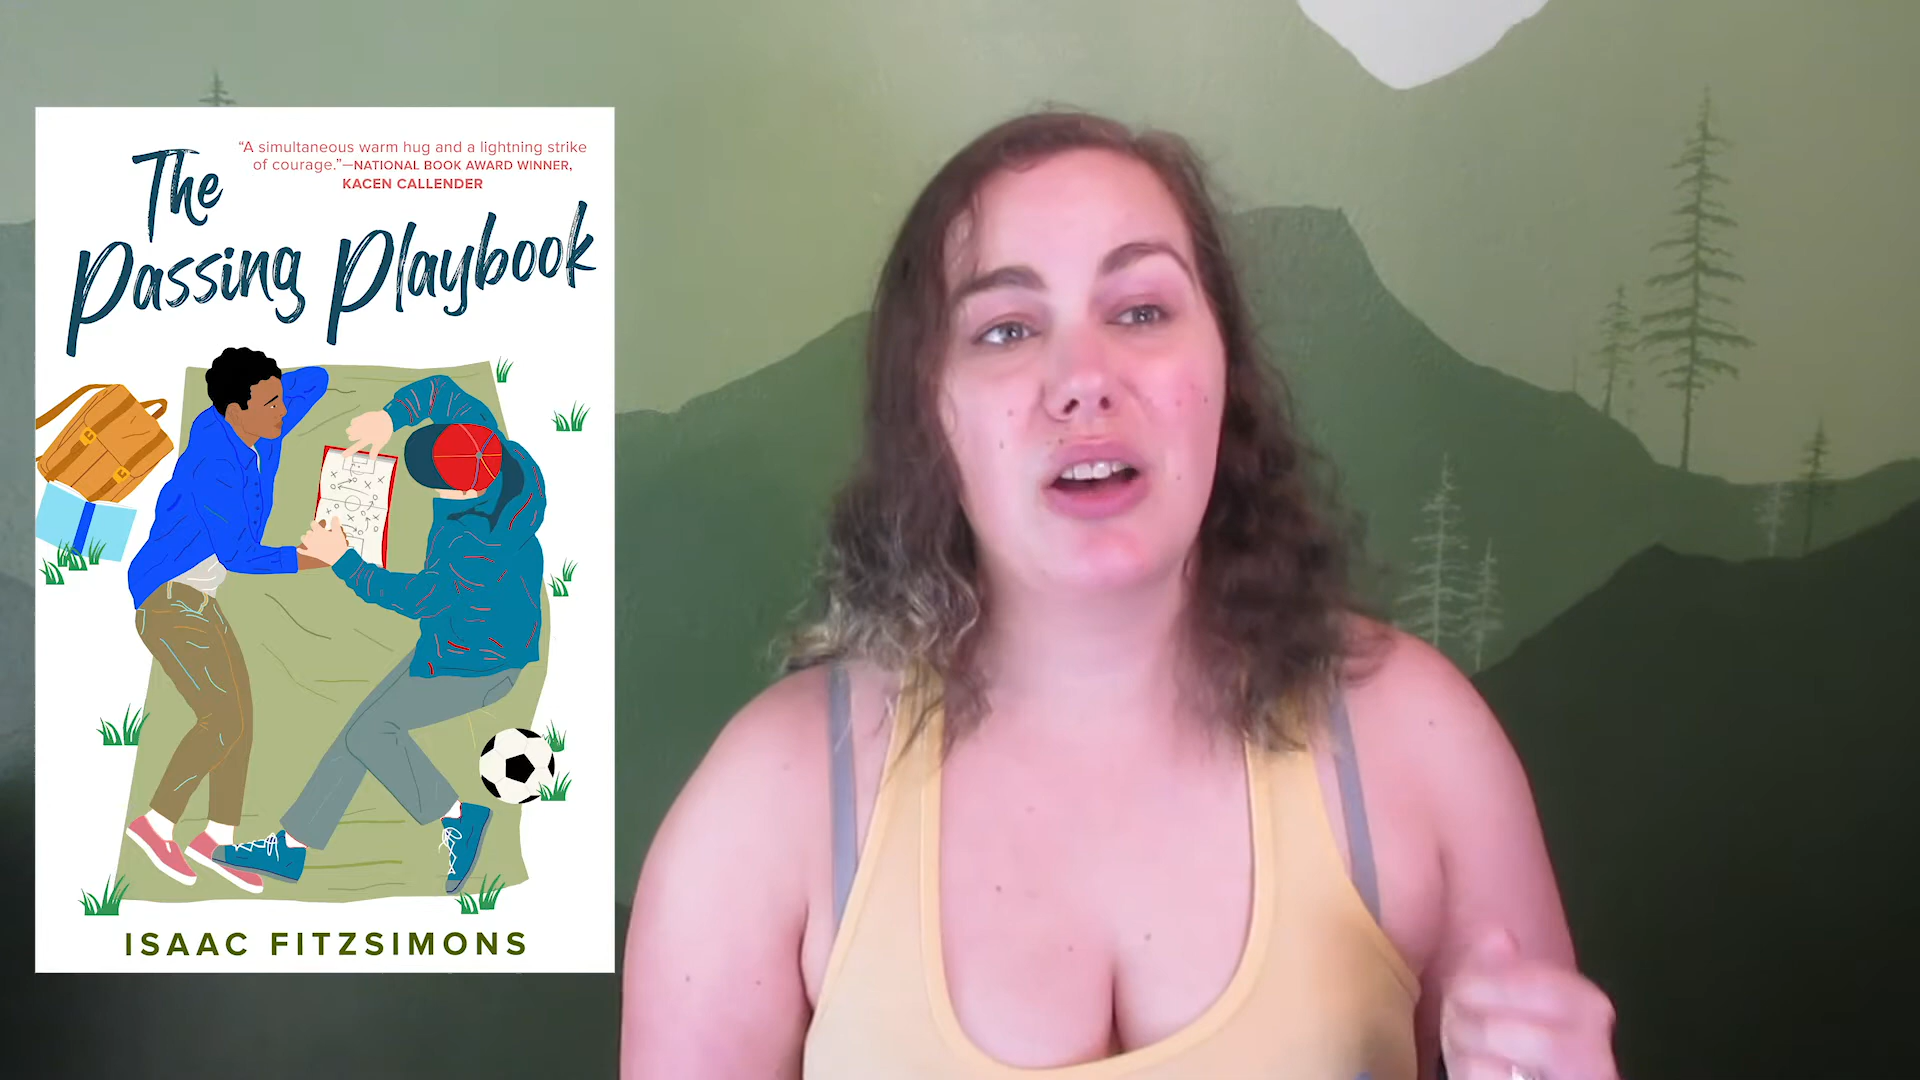 The
"A simultaneous warm hug and a lightning strike
of courage."—NATIONAL BOOK AWARD WINNER,
KACEN CALLENDER
Passing Playbook
ISAAC FITZSIMONS